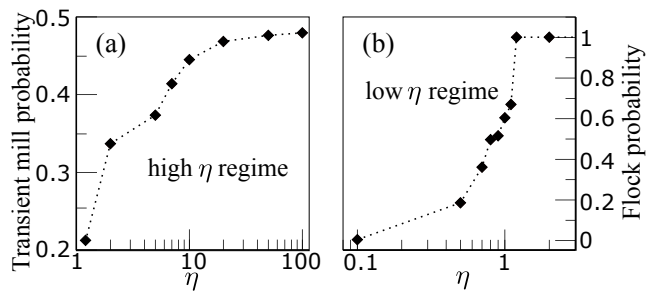 Transient mill probability
0.5
0.4
0.3
0.2
(a)
high η regime
1
10
100
η
(b)
low η regime
0.1
1
η
1
0.8
0.6
0.4
0.2
0
Flock probability